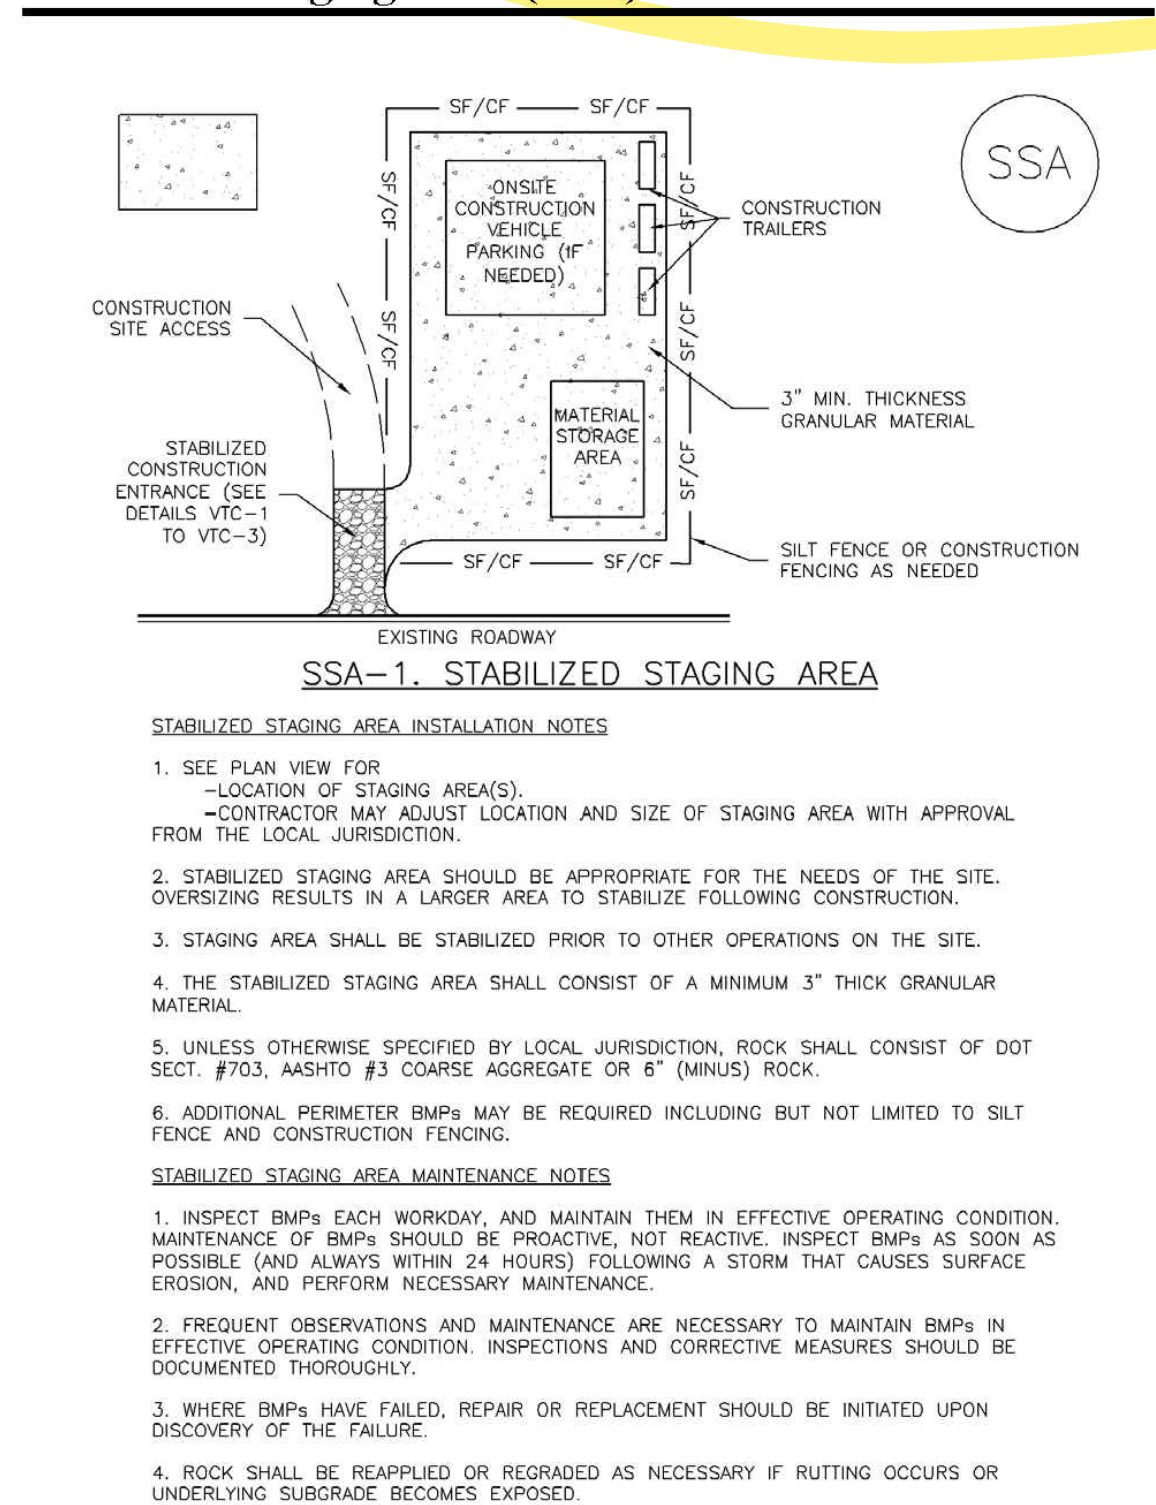 SF/CF SF/CF
SSA
SF/CF
ONSITE
CONSTRUCTION
VEHICLE
PARKING (IF
NEEDED)
SF/CF
CONSTRUCTION
TRAILERS
CONSTRUCTION
SITE ACCESS
SF/CF
SF/CF
3" MIN. THICKNESS
GRANULAR MATERIAL
MATERIAL
STORAGE
AREA
STABILIZED
CONSTRUCTION
ENTRANCE (SEE
DETAILS VTC-1
TO VTC-3)
SF/CF
SF/CF SF/CF
SILT FENCE OR CONSTRUCTION
FENCING AS NEEDED
EXISTING ROADWAY
SSA-1. STABILIZED STAGING AREA
STABILIZED STAGING AREA INSTALLATION NOTES
1. SEE PLAN VIEW FOR
-LOCATION OF STAGING AREA(S).
-CONTRACTOR MAY ADJUST LOCATION AND SIZE OF STAGING AREA WITH APPROVAL
FROM THE LOCAL JURISDICTION.
2. STABILIZED STAGING AREA SHOULD BE APPROPRIATE FOR THE NEEDS OF THE SITE.
OVERSIZING RESULTS IN A LARGER AREA TO STABILIZE FOLLOWING CONSTRUCTION.
3. STAGING AREA SHALL BE STABILIZED PRIOR TO OTHER OPERATIONS ON THE SITE.
4. THE STABILIZED STAGING AREA SHALL CONSIST OF A MINIMUM 3" THICK GRANULAR
MATERIAL.
5. UNLESS OTHERWISE SPECIFIED BY LOCAL JURISDICTION, ROCK SHALL CONSIST OF DOT
SECT. #703, AASHTO #3 COARSE AGGREGATE OR 6" (MINUS) ROCK.
6. ADDITIONAL PERIMETER BMPs MAY BE REQUIRED INCLUDING BUT NOT LIMITED TO SILT
FENCE AND CONSTRUCTION FENCING.
STABILIZED STAGING AREA MAINTENANCE NOTES
1. INSPECT BMPs EACH WORKDAY, AND MAINTAIN THEM IN EFFECTIVE OPERATING CONDITION.
MAINTENANCE OF BMPs SHOULD BE PROACTIVE, NOT REACTIVE. INSPECT BMPs AS SOON AS
POSSIBLE (AND ALWAYS WITHIN 24 HOURS) FOLLOWING A STORM THAT CAUSES SURFACE
EROSION, AND PERFORM NECESSARY MAINTENANCE.
2. FREQUENT OBSERVATIONS AND MAINTENANCE ARE NECESSARY TO MAINTAIN BMPs IN
EFFECTIVE OPERATING CONDITION. INSPECTIONS AND CORRECTIVE MEASURES SHOULD BE
DOCUMENTED THOROUGHLY.
3. WHERE BMPs HAVE FAILED, REPAIR OR REPLACEMENT SHOULD BE INITIATED UPON
DISCOVERY OF THE FAILURE.
4. ROCK SHALL BE REAPPLIED OR REGRADED AS NECESSARY IF RUTTING OCCURS OR
UNDERLYING SUBGRADE BECOMES EXPOSED.